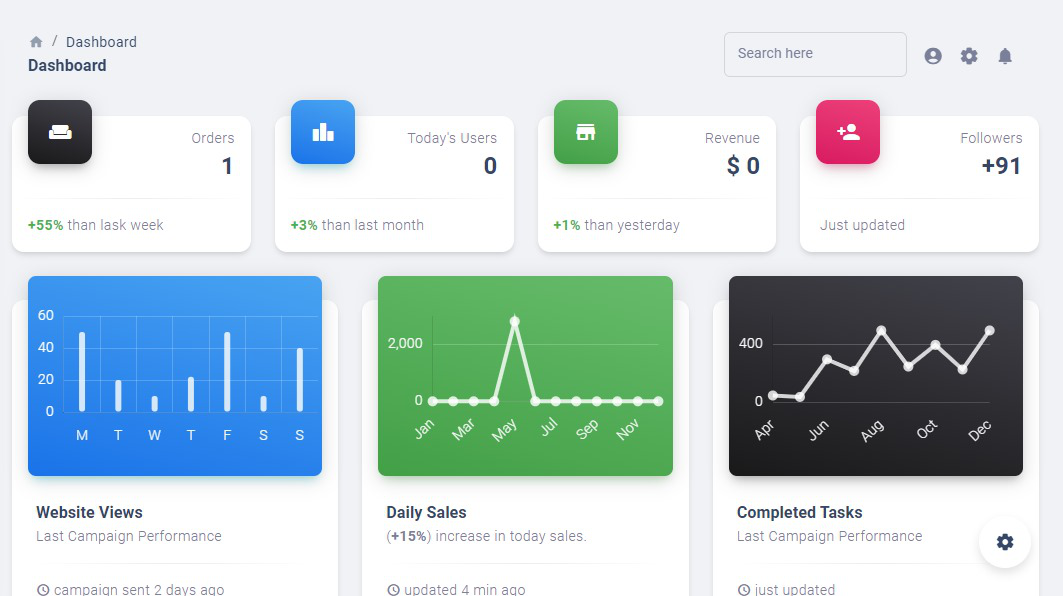 / Dashboard
Dashboard
Search here
Orders
1
+55% than lask week
Today's Users
0
+3% than last month
Revenue
$ 0
+1% than yesterday
Followers
+91
Just updated
60
40
20
0
M T W T F S S
Website Views
Last Campaign Performance
campaign sent 2 days ago
2,000
0
Jan Mar May Jul Sep Nov
Daily Sales
(+15%) increase in today sales.
updated 4 min ago
400
0
Apr Jun Aug Oct Dec
Completed Tasks
Last Campaign Performance
just updated